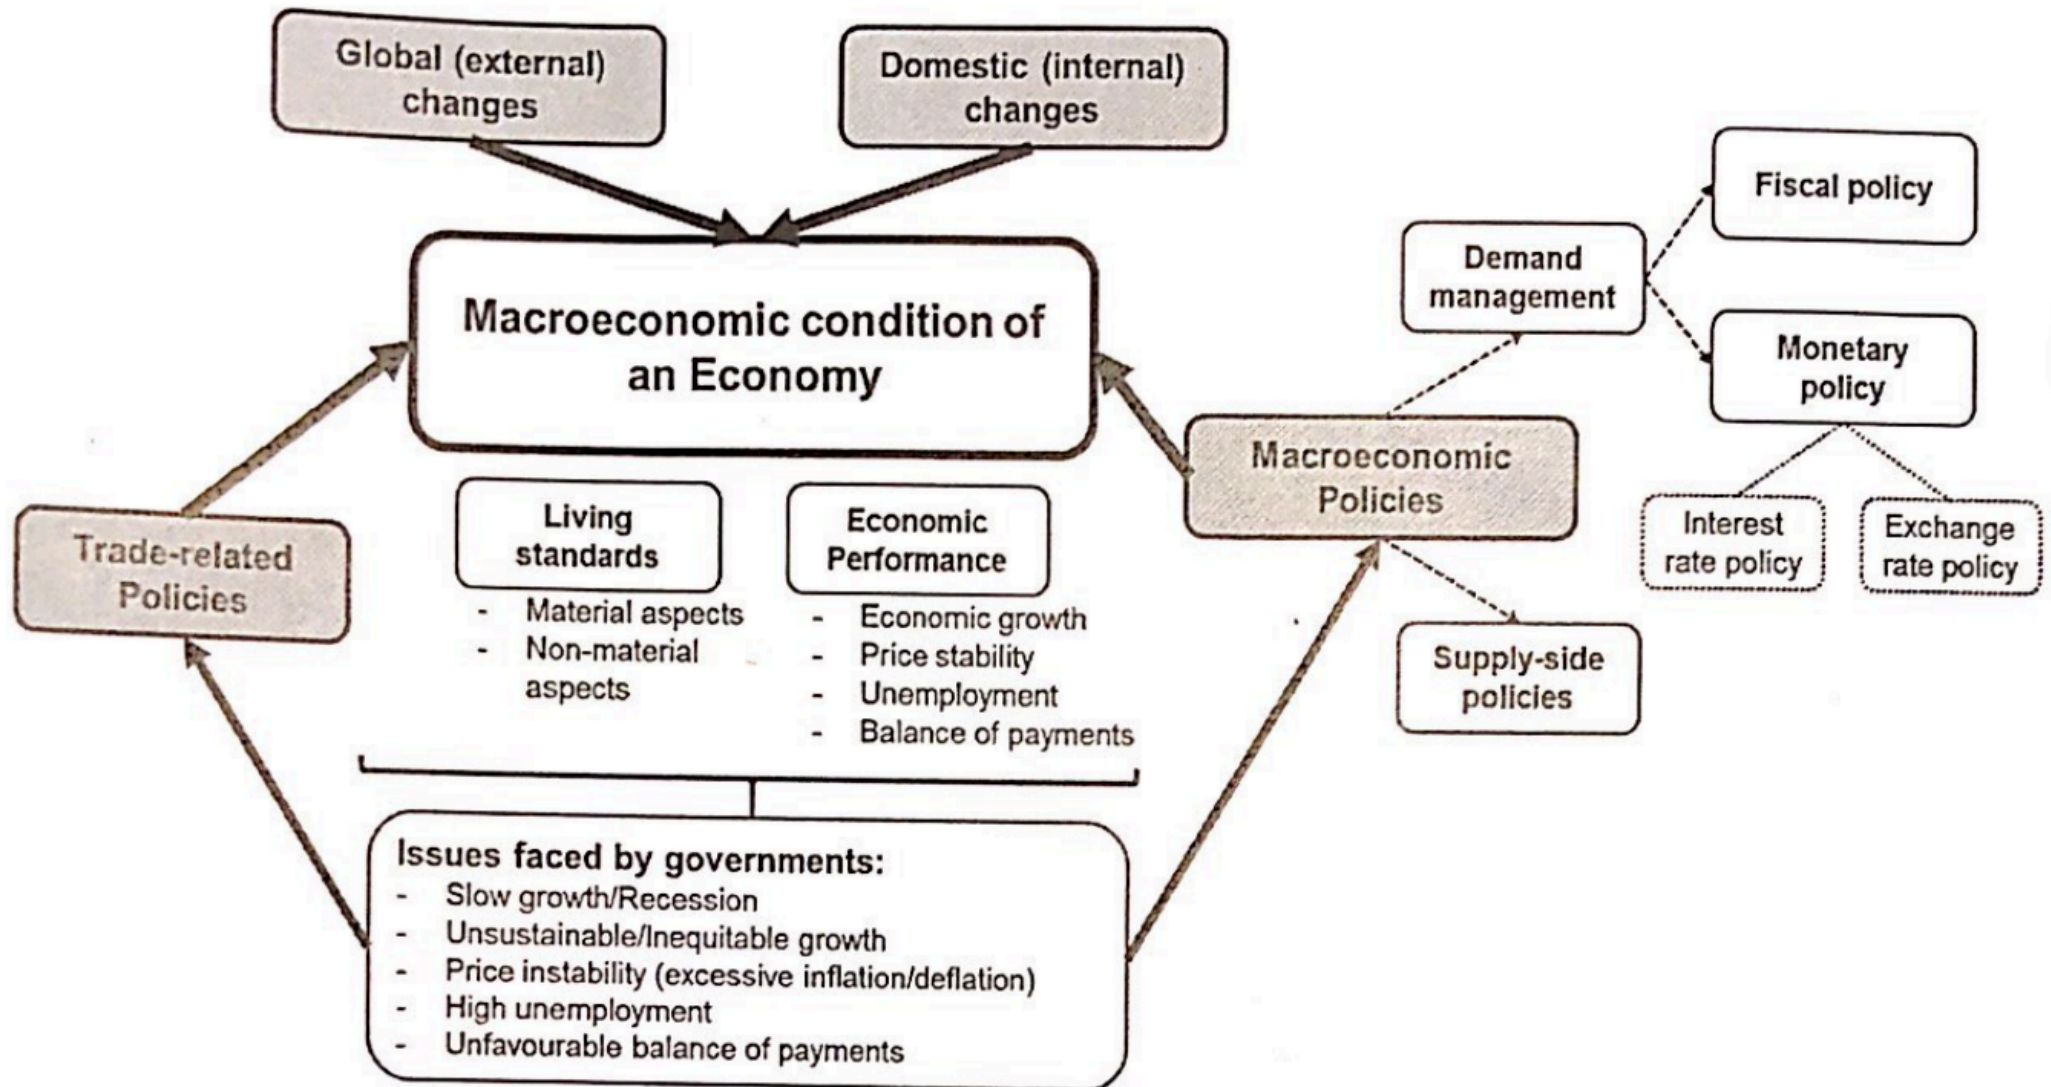 Global (external)
changes
Domestic (internal)
changes
Macroeconomic condition of
an Economy
Fiscal policy
Demand
management
Monetary
policy
Macroeconomic
Policies
Interest
rate policy
Exchange
rate policy
Supply-side
policies
Trade-related
Policies
Living
standards
- Material aspects
- Non-material
aspects
Economic
Performance
- Economic growth
- Price stability
- Unemployment
- Balance of payments
Issues faced by governments:
- Slow growth/Recession
- Unsustainable/Inequitable growth
- Price instability (excessive inflation/deflation)
- High unemployment
- Unfavourable balance of payments